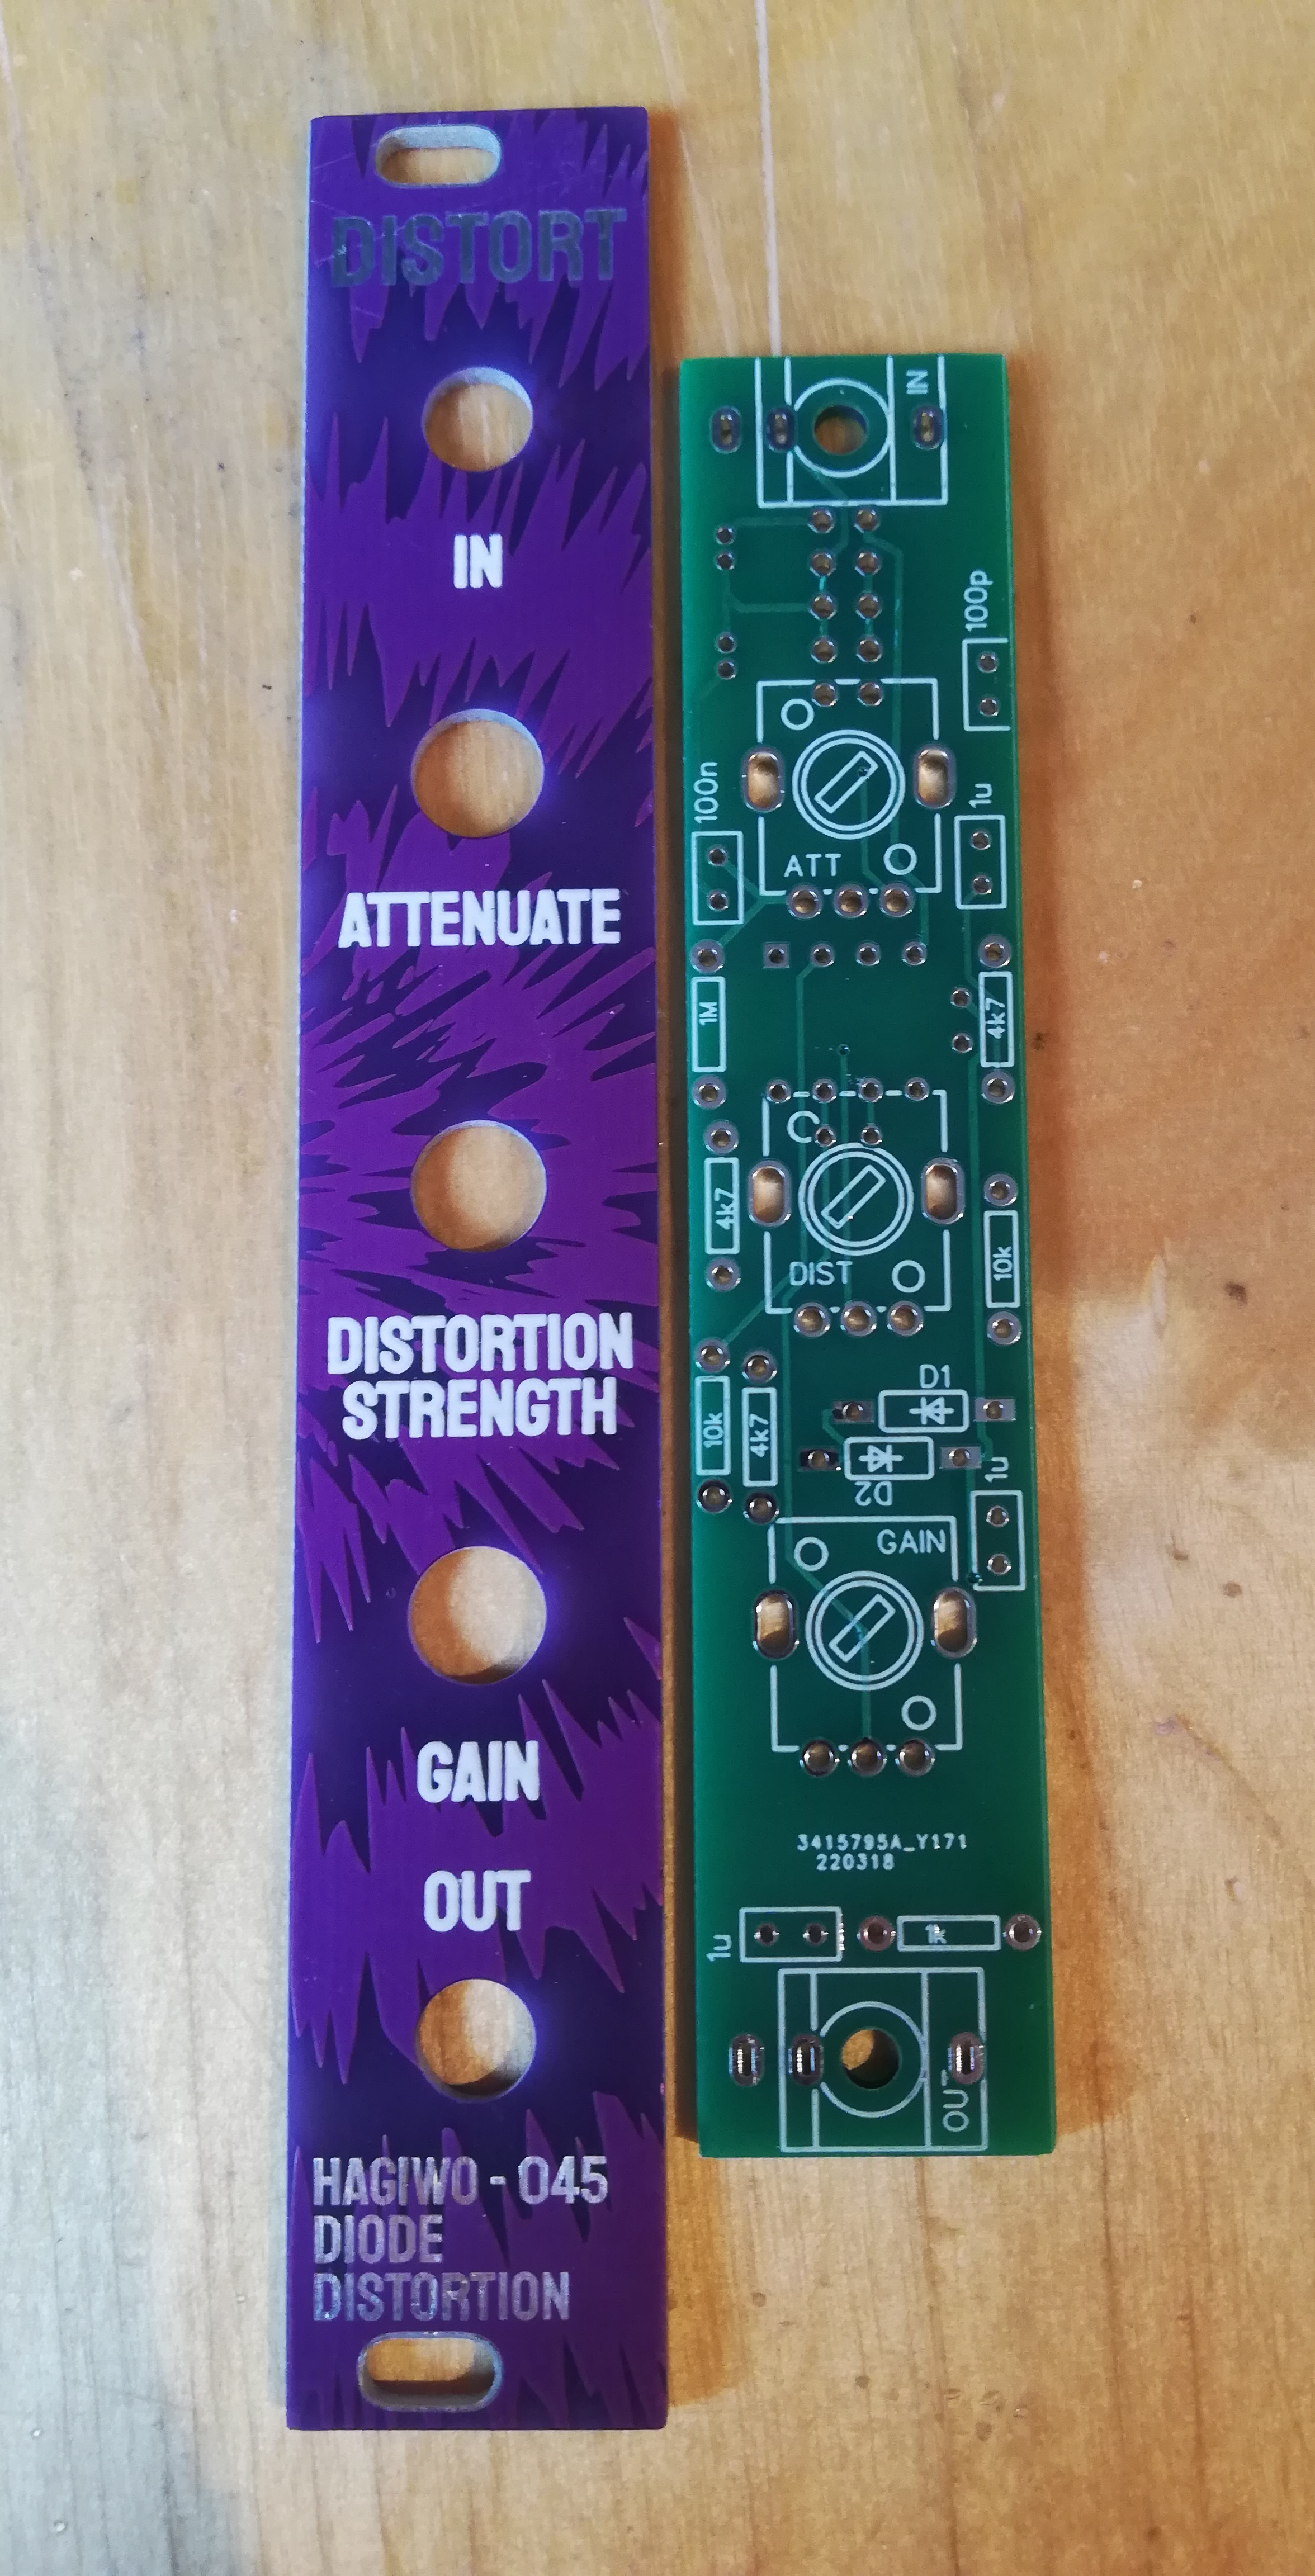 DISTORT
IN
ATTENUATE
DISTORTION
STRENGTH
GAIN
OUT
HAGIWO - 045
DIODE
DISTORTION
IN
100p
100n
1u
ATT
1M
4k7
4k7
10k
DIST
D1
10k
4k7
D2
1u
GAIN
3415795A_Y171
220318
1u
1k
OUT